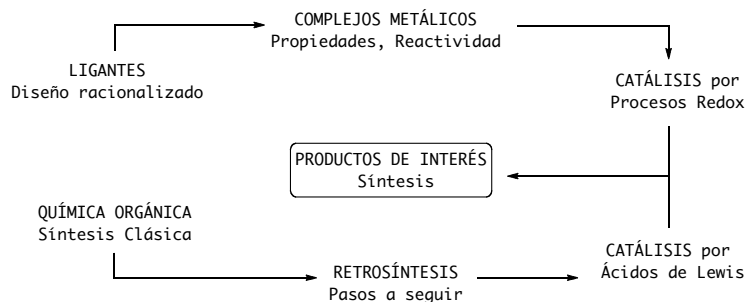 COMPLEJOS METÁLICOS
Propiedades, Reactividad
LIGANTES
Diseño racionalizado
CATÁLISIS por
Procesos Redox
PRODUCTOS DE INTERÉS
Síntesis
QUÍMICA ORGÁNICA
Síntesis Clásica
CATÁLISIS por
Ácidos de Lewis
RETROSÍNTESIS
Pasos a seguir